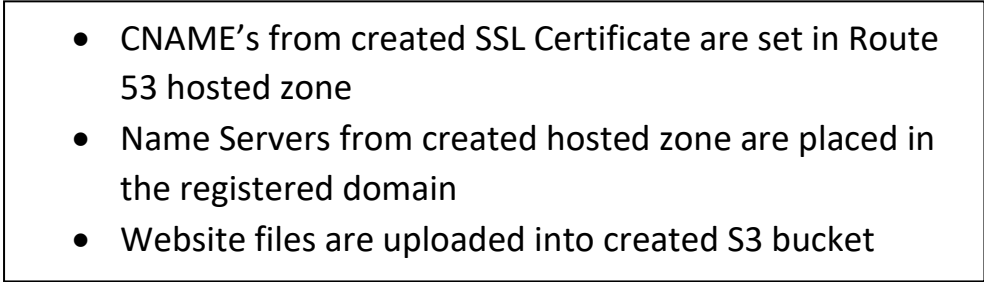 • CNAME’s from created SSL Certificate are set in Route
53 hosted zone
• Name Servers from created hosted zone are placed in
the registered domain
• Website files are uploaded into created S3 bucket